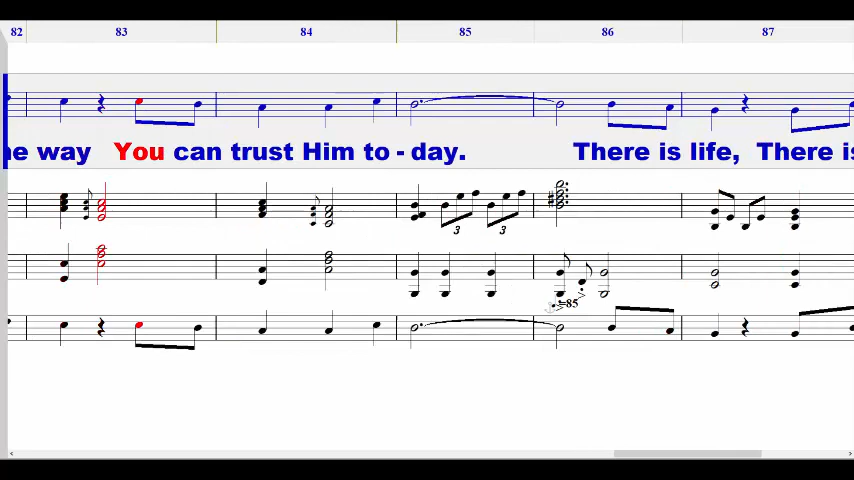 82 83 84 85 86 87
ne way You can trust Him to - day. There is life, There is
3 3
=85